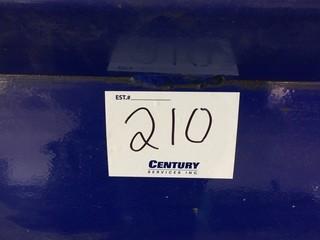 EST.#
210
CENTURY
SERVICES INC